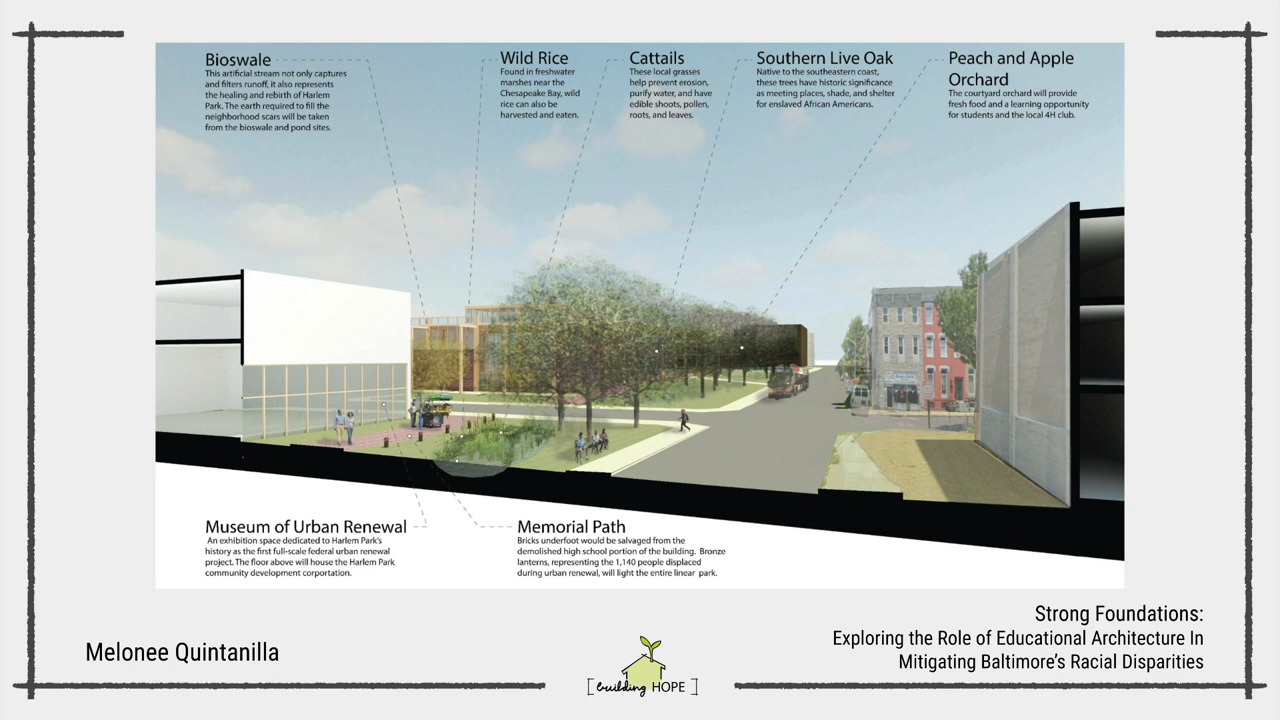 Bioswale
This artificial stream not only captures
and filters runoff, it also represents
the healing and rebirth of Harlem
Park. The earth required to fill the
neighborhood scars will be taken
from the bioswale and pond sites.
Wild Rice
Found in freshwater
marshes near the
Chesapeake Bay, wild
rice can also be
harvested and eaten.
Cattails
These local grasses
help prevent erosion,
purify water, and have
edible shoots, pollen,
roots, and leaves.
Southern Live Oak
Native to the southeastern coast,
these trees have historic significance
as meeting places, shade, and shelter
for enslaved African Americans.
Peach and Apple
Orchard
The courtyard orchard will provide
fresh food and a learning opportunity
for students and the local 4H club.
Museum of Urban Renewal
An exhibition space dedicated to Harlem Park's
history as the first full-scale federal urban renewal
project. The floor above will house the Harlem Park
community development corportation.
Memorial Path
Bricks underfoot would be salvaged from the
demolished high school portion of the building. Bronze
lanterns, representing the 1,140 people displaced
during urban renewal, will light the entire linear park.
Melonee Quintanilla
[building HOPE]
Strong Foundations:
Exploring the Role of Educational Architecture In
Mitigating Baltimore's Racial Disparities